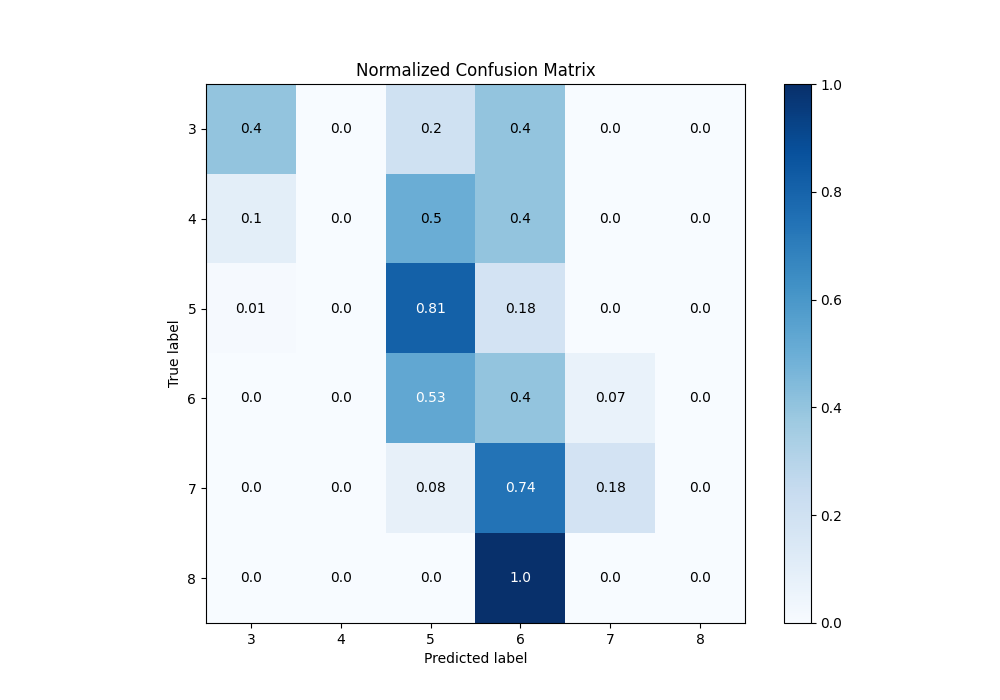 Normalized Confusion Matrix
3 0.4 0.0 0.2 0.4 0.0 0.0
4 0.1 0.0 0.5 0.4 0.0 0.0
5 0.01 0.0 0.81 0.18 0.0 0.0
6 0.0 0.0 0.53 0.4 0.07 0.0
7 0.0 0.0 0.08 0.74 0.18 0.0
8 0.0 0.0 0.0 1.0 0.0 0.0
3 4 5 6 7 8
Predicted label
True label
1.0
0.8
0.6
0.4
0.2
0.0